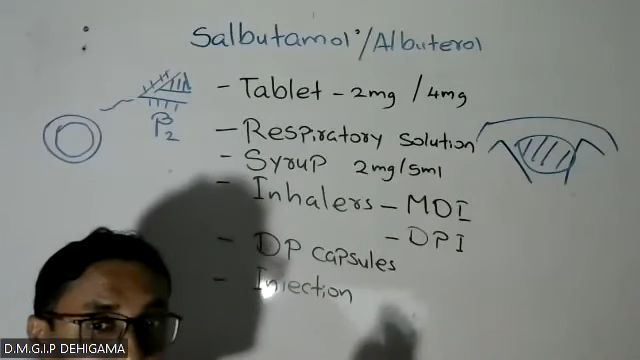 Salbutamol / Albuterol
- Tablet - 2mg / 4mg
- Respiratory solution
- Syrup 2mg/5ml
- Inhalers - MDI
- DPI
- DP capsules
- Injection
β2
D.M.G.I.P DEHIGAMA